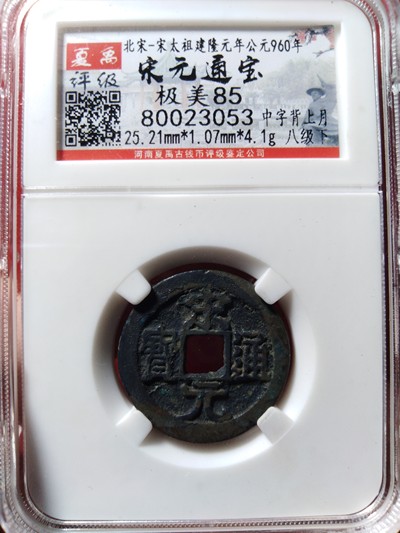 夏禹
评级
北宋-宋太祖建隆元年公元960年
宋元通宝
极美85
80023053 中字背上月
25.21mm*1.07mm*4.1g 八级下
河南夏禹古钱币评级鉴定公司
宋
通
元
寳